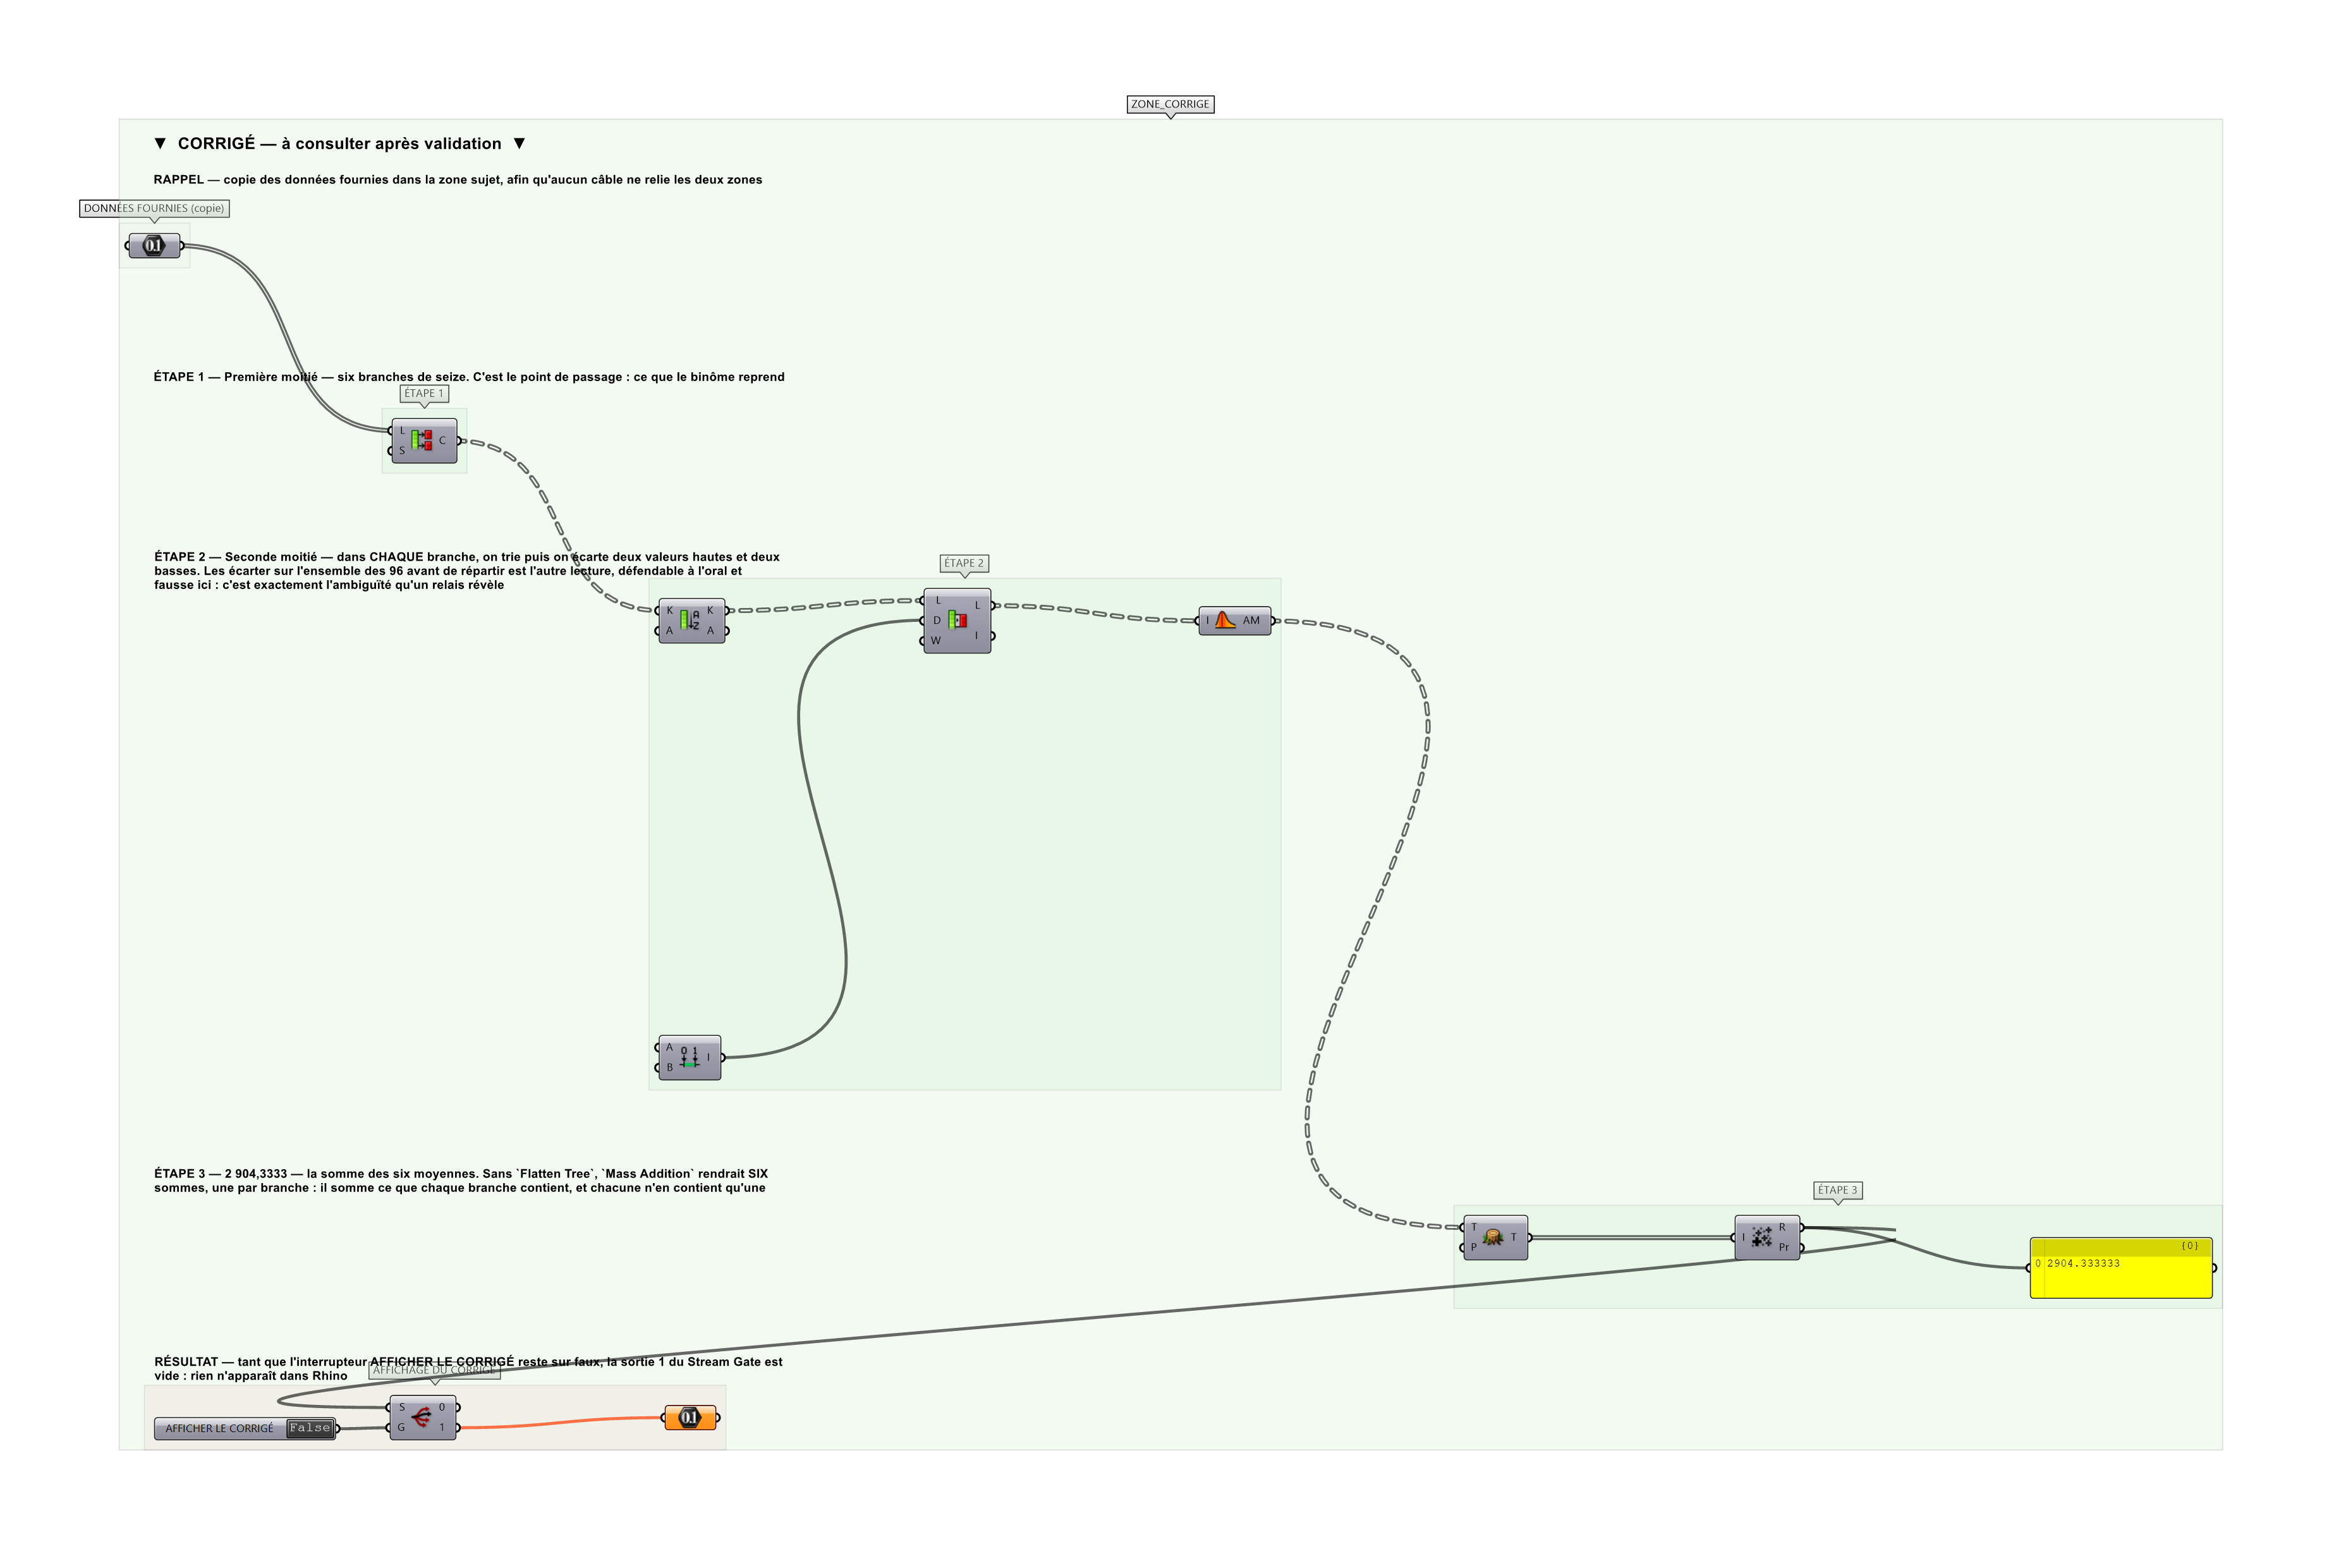 ZONE_CORRIGE
▼ CORRIGÉ — à consulter après validation ▼
RAPPEL — copie des données fournies dans la zone sujet, afin qu'aucun câble ne relie les deux zones
DONNÉES FOURNIES (copie)
0.1
ÉTAPE 1 — Première moitié — six branches de seize. C'est le point de passage : ce que le binôme reprend
ÉTAPE 1
L
S
C
ÉTAPE 2 — Seconde moitié — dans CHAQUE branche, on trie puis on écarte deux valeurs hautes et deux
basses. Les écarter sur l'ensemble des 96 avant de répartir est l'autre lecture, défendable à l'oral et
fausse ici : c'est exactement l'ambiguïté qu'un relais révèle
ÉTAPE 2
K K
A A
A
Z
L L
D
W I
I AM
A
B
0 1
I
ÉTAPE 3 — 2 904,3333 — la somme des six moyennes. Sans `Flatten Tree`, `Mass Addition` rendrait SIX
sommes, une par branche : il somme ce que chaque branche contient, et chacune n'en contient qu'une
ÉTAPE 3
T
P
T
I R
Pr
{0}
0 2904.333333
RÉSULTAT — tant que l'interrupteur AFFICHER LE CORRIGÉ reste sur faux, la sortie 1 du Stream Gate est
vide : rien n'apparaît dans Rhino
AFFICHAGE DU CORRIGÉ
AFFICHER LE CORRIGÉ False
S 0
G 1
0.1